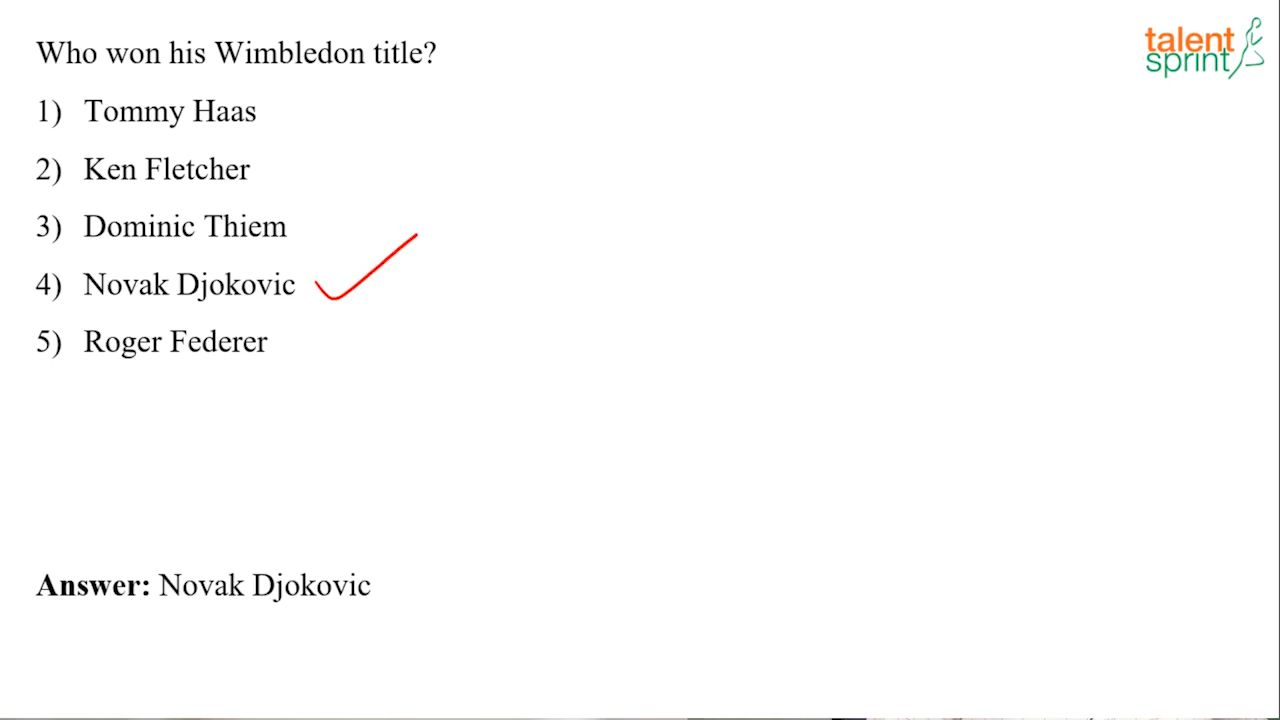 Who won his Wimbledon title?
talent
sprint
1) Tommy Haas
2) Ken Fletcher
3) Dominic Thiem
4) Novak Djokovic
5) Roger Federer
Answer: Novak Djokovic